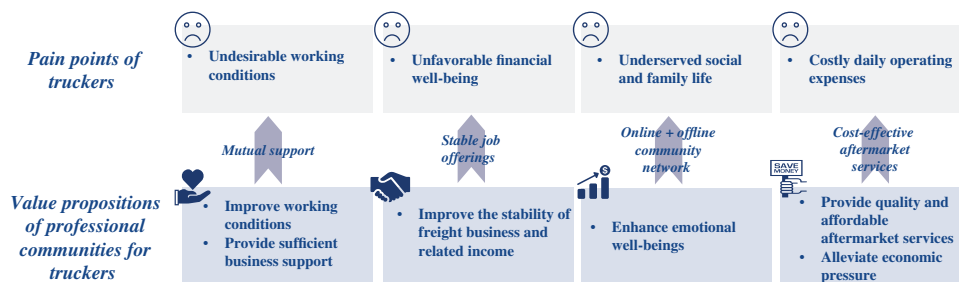 Pain points of
truckers
• Undesirable working
conditions
• Unfavorable financial
well-being
• Underserved social
and family life
• Costly daily operating
expenses
Mutual support
Stable job
offerings
Online + offline
community
network
Cost-effective
aftermarket
services
SAVE
MONEY
$
Value propositions
of professional
communities for
truckers
• Improve working
conditions
• Provide sufficient
business support
• Improve the stability of
freight business and
related income
• Enhance emotional
well-beings
• Provide quality and
affordable
aftermarket services
• Alleviate economic
pressure